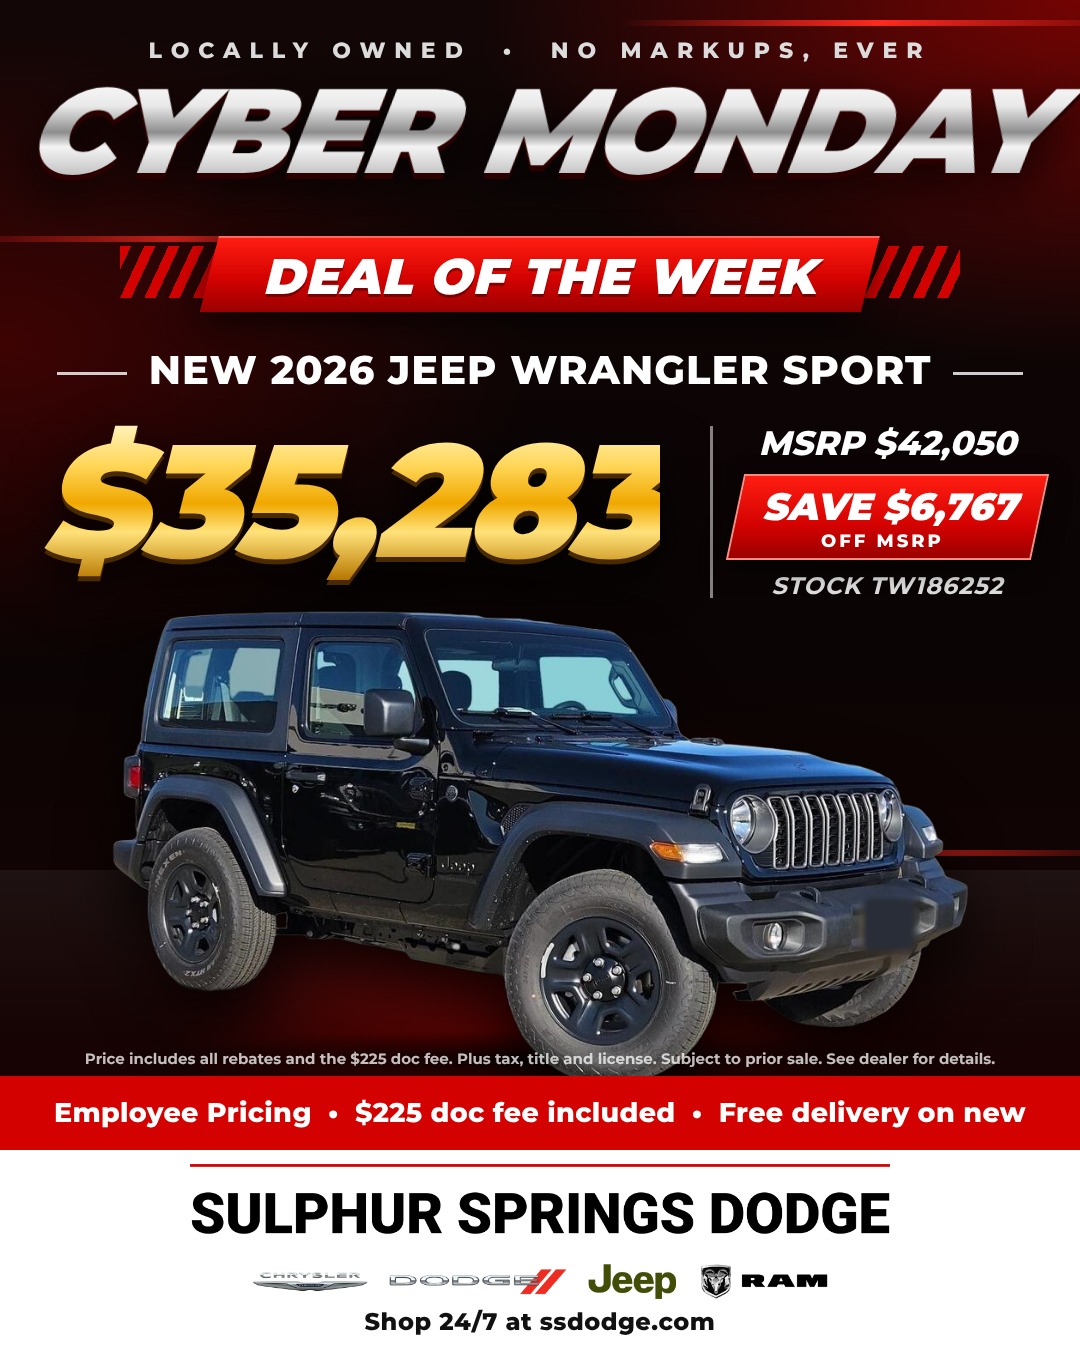 LOCALLY OWNED • NO MARKUPS, EVER
CYBER MONDAY
DEAL OF THE WEEK
NEW 2026 JEEP WRANGLER SPORT
$35,283
MSRP $42,050
SAVE $6,767
OFF MSRP
STOCK TW186252
Jeep
NEXEN
Price includes all rebates and the $225 doc fee. Plus tax, title and license. Subject to prior sale. See dealer for details.
Employee Pricing • $225 doc fee included • Free delivery on new
SULPHUR SPRINGS DODGE
CHRYSLER DODGE Jeep RAM
Shop 24/7 at ssdodge.com